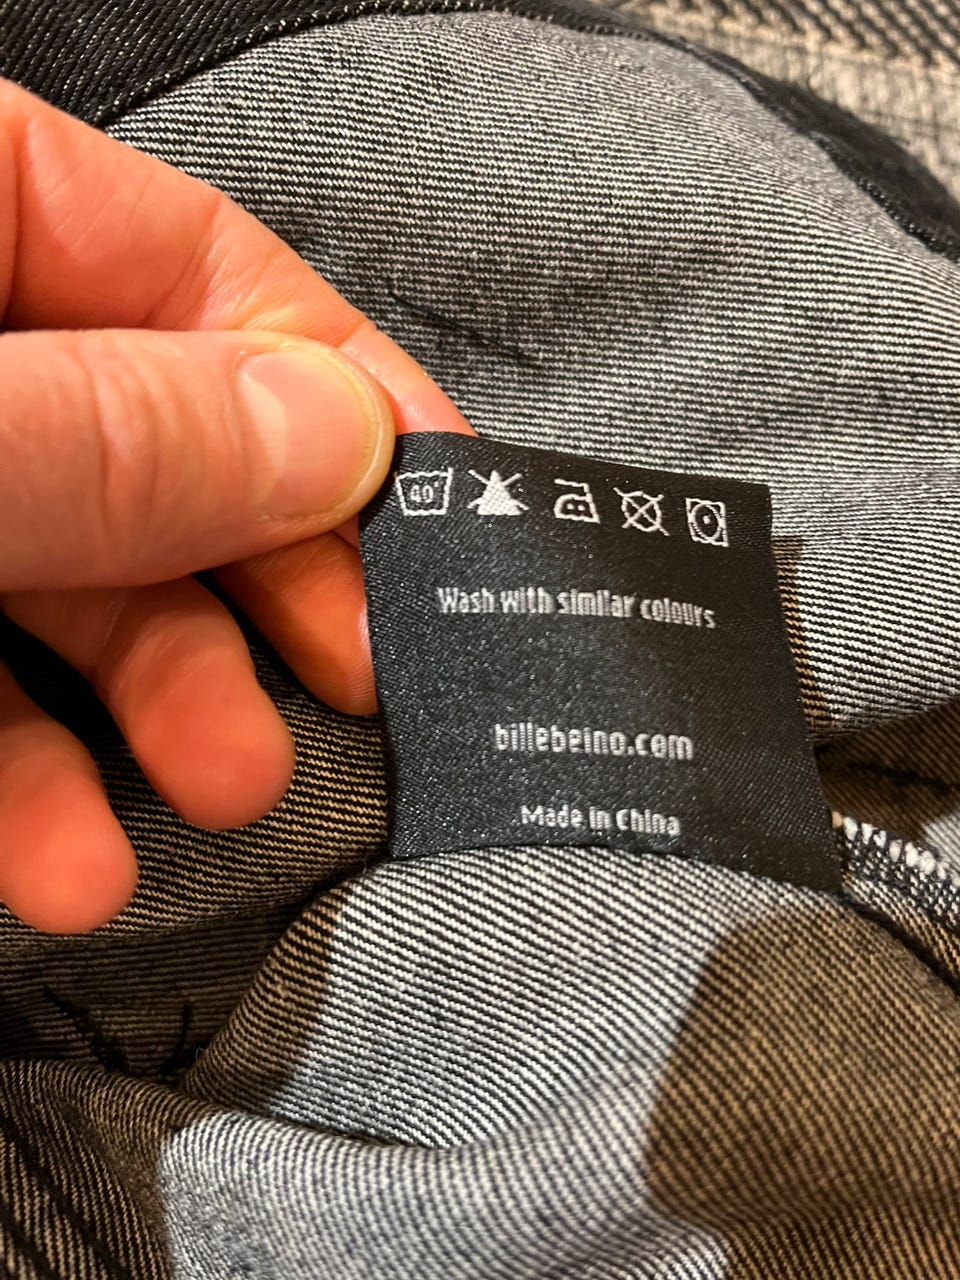 40°
Wash with similar colours
billebeino.com
Made in China